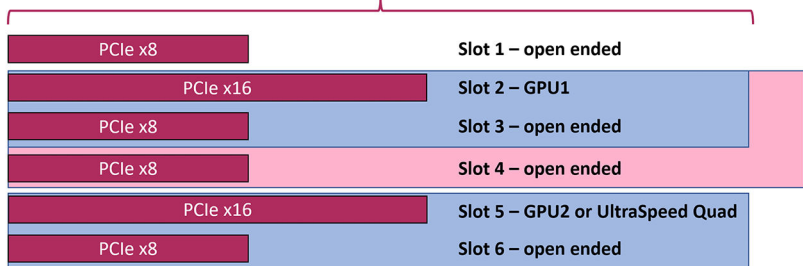 PCIe x8 Slot 1 – open ended
PCIe x16 Slot 2 – GPU1
PCIe x8 Slot 3 – open ended
PCIe x8 Slot 4 – open ended
PCIe x16 Slot 5 – GPU2 or UltraSpeed Quad
PCIe x8 Slot 6 – open ended